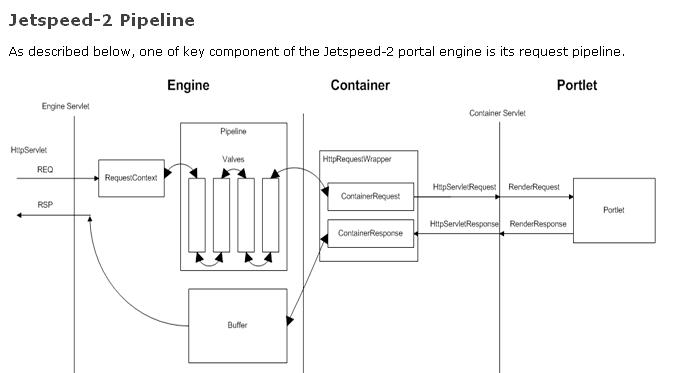 Jetspeed-2 Pipeline
As described below, one of key component of the Jetspeed-2 portal engine is its request pipeline.
Engine
Container
Portlet
Engine Servlet
Container Servlet
Pipeline
HttpServlet
Valves
HttpRequestWrapper
REQ
RequestContext
HttpServletRequest
RenderRequest
ContainerRequest
RSP
Portlet
HttpServletResponse
RenderResponse
ContainerResponse
Buffer